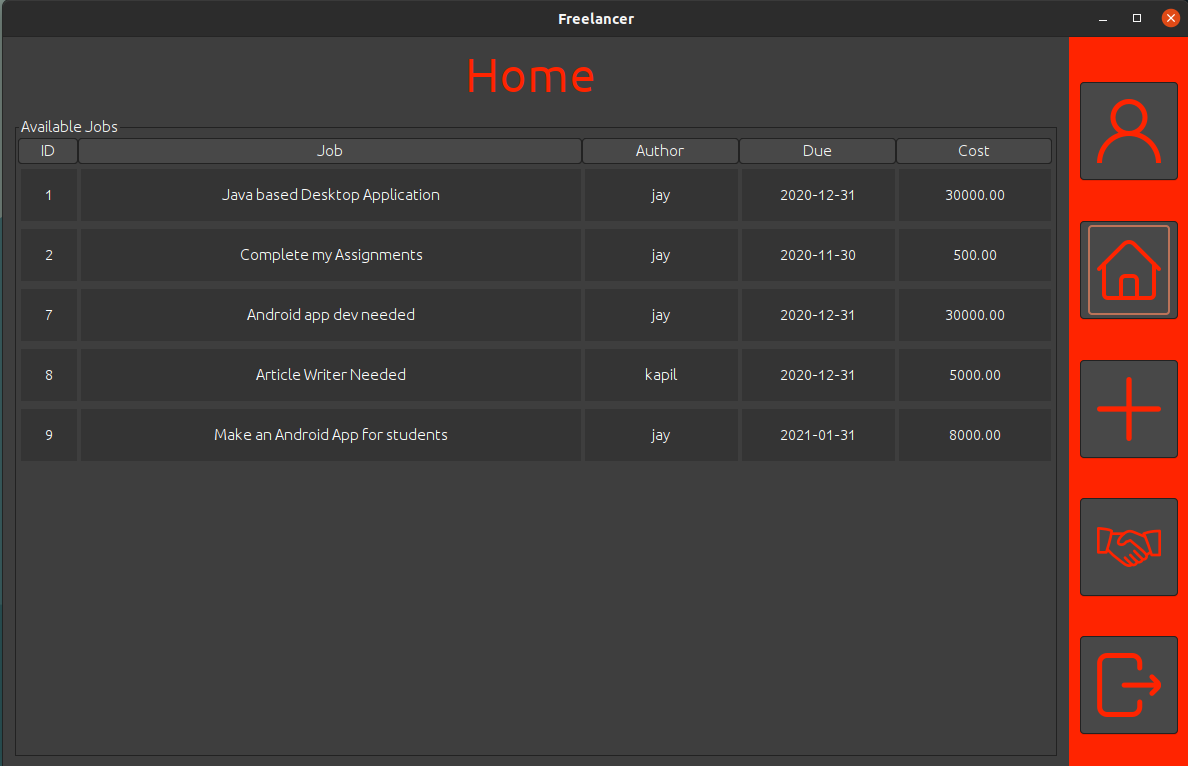 Freelancer
Home
Available Jobs
ID Job Author Due Cost
1 Java based Desktop Application jay 2020-12-31 30000.00
2 Complete my Assignments jay 2020-11-30 500.00
7 Android app dev needed jay 2020-12-31 30000.00
8 Article Writer Needed kapil 2020-12-31 5000.00
9 Make an Android App for students jay 2021-01-31 8000.00